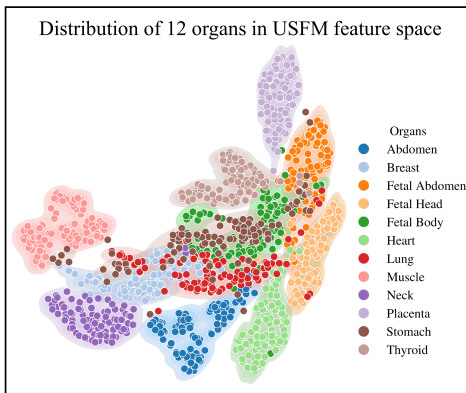 Distribution of 12 organs in USFM feature space
Organs
Abdomen
Breast
Fetal Abdomen
Fetal Head
Fetal Body
Heart
Lung
Muscle
Neck
Placenta
Stomach
Thyroid